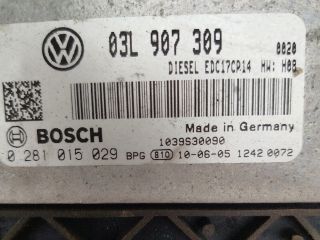 03L 907 309 0020
DIESEL EDC17CP14 HW: H08
BOSCH Made in Germany
1039S30090
0 281 015 029 BPG 810 10-06-05 1242 0072